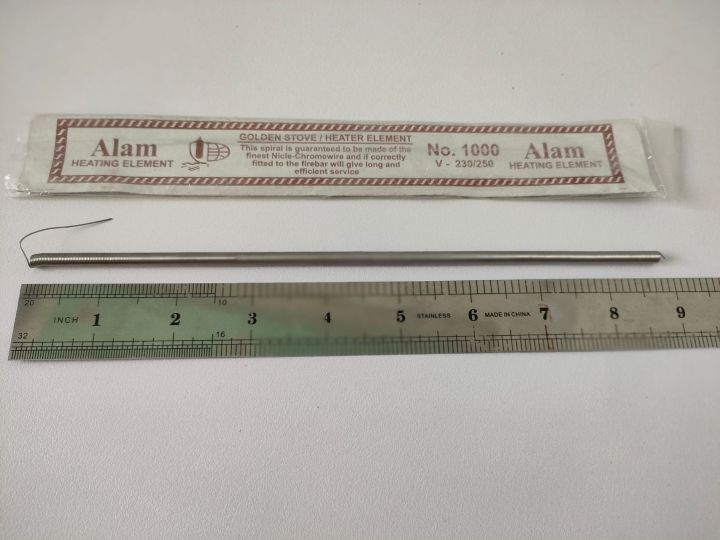 Alam
HEATING ELEMENT
GOLDEN STOVE / HEATER ELEMENT
This spiral is guaranteed to be made of the
finest Nicle-Chromewire and if correctly
fitted to the firebar will give long and
efficient service
No. 1000
V - 230/250
Alam
HEATING ELEMENT
20 10
INCH 1 2 3 4 5 STAINLESS 6 MADE IN CHINA 7 8 9
32 16